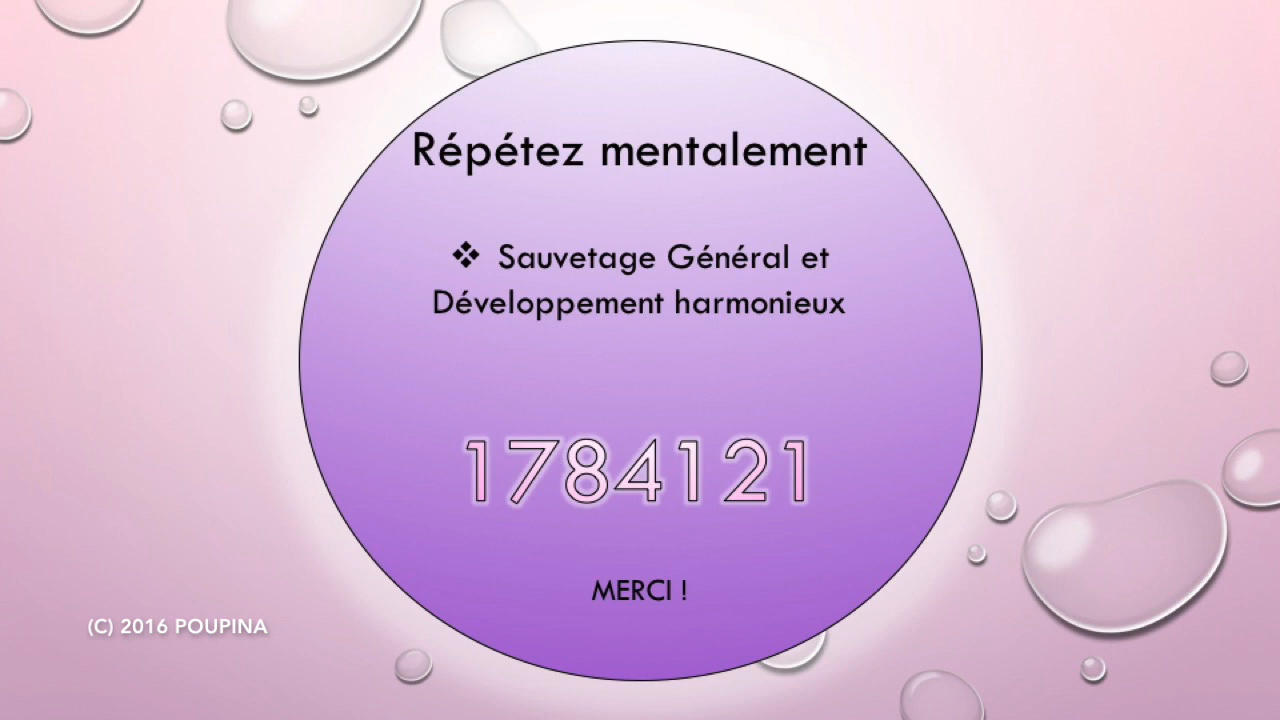 Répétez mentalement
❖ Sauvetage Général et
Développement harmonieux
1784121
MERCI !
(C) 2016 POUPINA